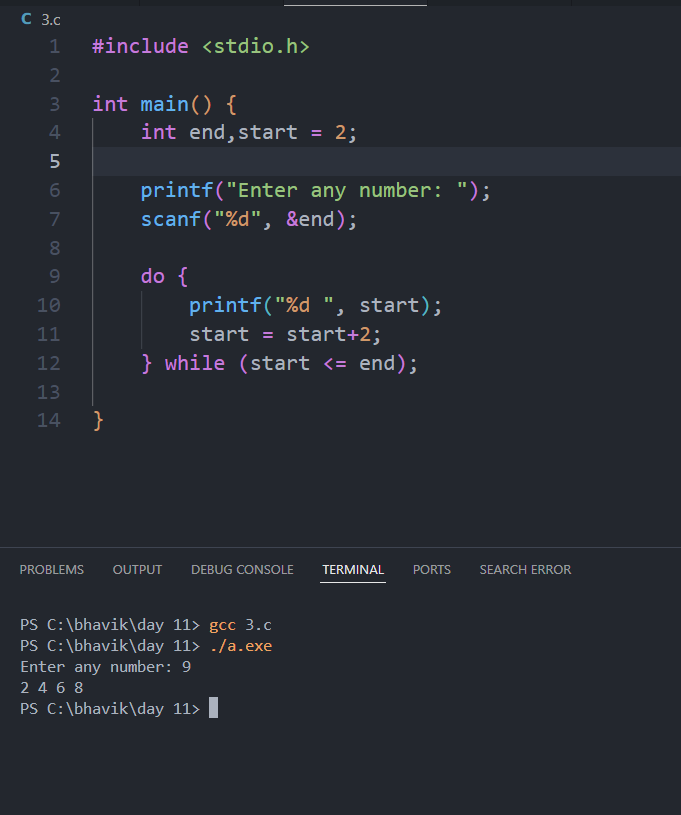 C 3.c
1 #include <stdio.h>
2
3 int main() {
4 int end,start = 2;
5
6 printf("Enter any number: ");
7 scanf("%d", &end);
8
9 do {
10 printf("%d ", start);
11 start = start+2;
12 } while (start <= end);
13
14 }
PROBLEMS OUTPUT DEBUG CONSOLE TERMINAL PORTS SEARCH ERROR
PS C:\bhavik\day 11> gcc 3.c
PS C:\bhavik\day 11> ./a.exe
Enter any number: 9
2 4 6 8
PS C:\bhavik\day 11>